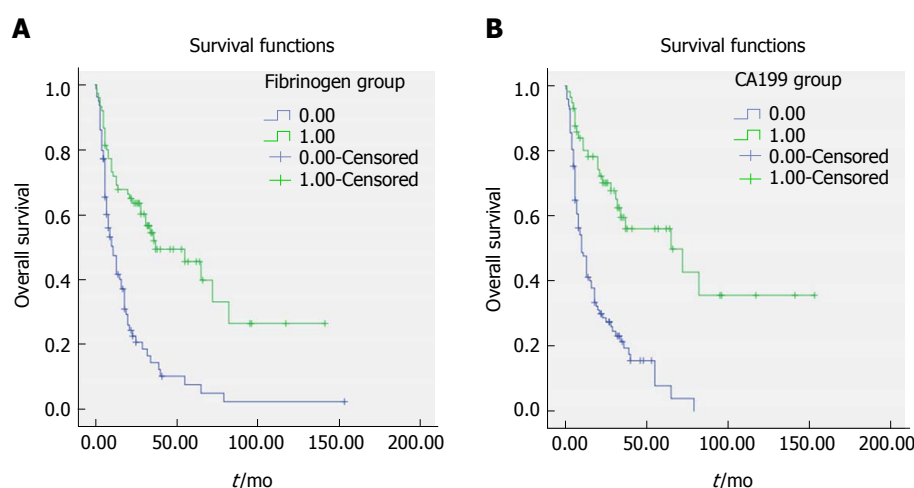 A
Survival functions
Fibrinogen group
0.00
1.00
0.00-Censored
1.00-Censored
Overall survival
1.0
0.8
0.6
0.4
0.2
0.0
0.00 50.00 100.00 150.00 200.00
t/mo
B
Survival functions
CA199 group
0.00
1.00
0.00-Censored
1.00-Censored
Overall survival
1.0
0.8
0.6
0.4
0.2
0.0
0.00 50.00 100.00 150.00 200.00
t/mo